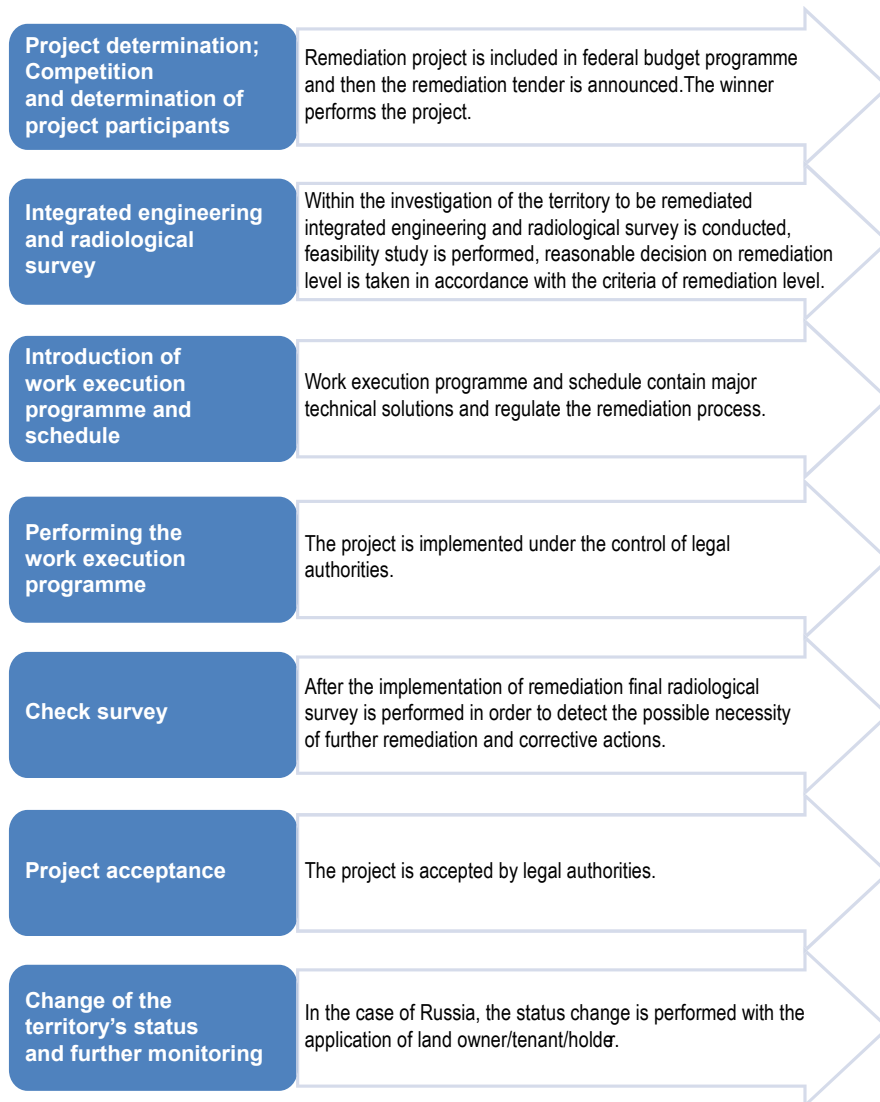 Project determination;
Competition
and determination of
project participants
Remediation project is included in federal budget programme
and then the remediation tender is announced.The winner
performs the project.
Integrated engineering
and radiological
survey
Within the investigation of the territory to be remediated
integrated engineering and radiological survey is conducted,
feasibility study is performed, reasonable decision on remediation
level is taken in accordance with the criteria of remediation level.
Introduction of
work execution
programme and
schedule
Work execution programme and schedule contain major
technical solutions and regulate the remediation process.
Performing the
work execution
programme
The project is implemented under the control of legal
authorities.
Check survey
After the implementation of remediation final radiological
survey is performed in order to detect the possible necessity
of further remediation and corrective actions.
Project acceptance
The project is accepted by legal authorities.
Change of the
territory's status
and further monitoring
In the case of Russia, the status change is performed with the
application of land owner/tenant/holder.